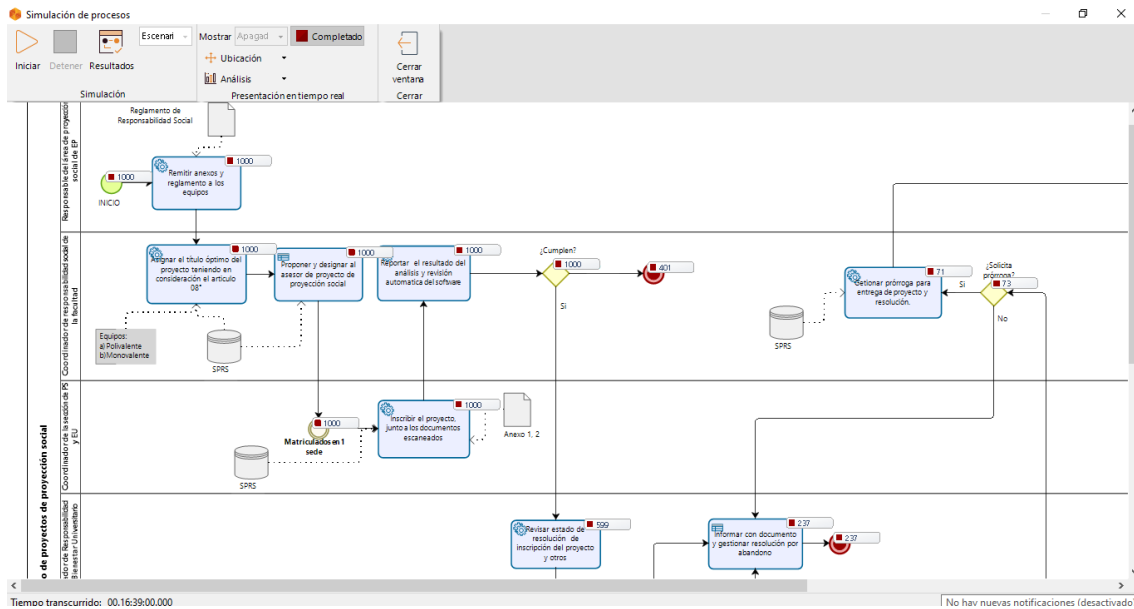 Simulación de procesos
Iniciar
Detener
Resultados
Escenari
Simulación
Mostrar
Apagad
Completado
Ubicación
Análisis
Presentación en tiempo real
Cerrar
ventana
Cerrar
o de proyectos de proyección social
Responsable del área de proyección
social de EP
Reglamento de
Responsabilidad Social
1000
INICIO
1000
Remitir anexos y
reglamento a los
equipos
Coordinador de responsabilidad social de
la facultad
1000
Asignar el título óptimo del
proyecto teniendo en
consideración el articulo
08°
1000
Proponer y designar al
asesor de proyecto de
proyección social
1000
Reportar el resultado del
análisis y revisión
automatica del software
¿Cumplen?
1000
Si
401
Equipos:
a) Polivalente
b)Monovalente
SPRS
71
Getionar prórroga para
entrega de proyecto y
resolución.
SPRS
Si
¿Solicita
prórroga?
73
No
Coordinador de la sección de PS
y EU
1000
Matriculados en 1
sede
SPRS
1000
Inscribir el proyecto,
junto a los documentos
escaneados
Anexo 1, 2
ador de Responsabilidad
Bienestar Universitario
599
Revisar estado de
resolución de
inscripción del proyecto
y otros
237
Informar con documento
y gestionar resolución por
abandono
237
Tiempo transcurrido: 00.16:39:00.000
No hay nuevas notificaciones (desactivado)